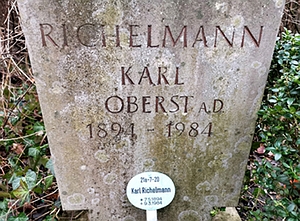 RICHELMANN
KARL
OBERST A.D.
1894 - 1984
21a-7-20
Karl Richelmann